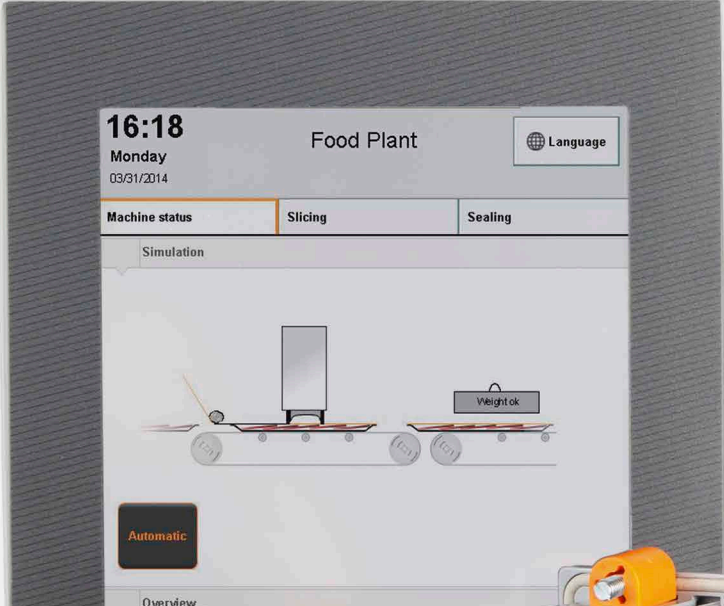 16:18
Food Plant
Language
Monday
03/31/2014
Machine status
Slicing
Sealing
Simulation
Weight ok
Automatic
Overview